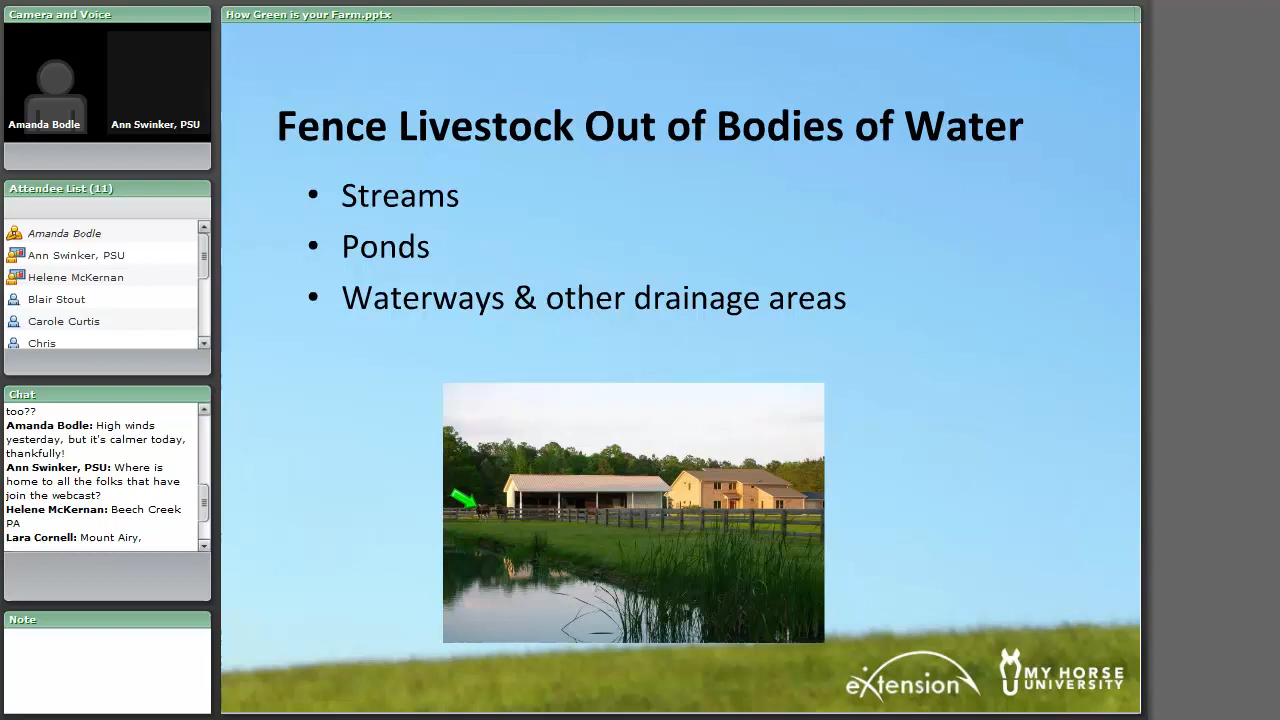 Camera and Voice
Amanda Bodle
Ann Swinker, PSU
Attendee List (11)
Amanda Bodle
Ann Swinker, PSU
Helene McKernan
Blair Stout
Carole Curtis
Chris
Chat
too??
Amanda Bodle: High winds
yesterday, but it's calmer today,
thankfully!
Ann Swinker, PSU: Where is
home to all the folks that have
join the webcast?
Helene McKernan: Beech Creek
PA
Lara Cornell: Mount Airy,
Note
How Green is your Farm.pptx
Fence Livestock Out of Bodies of Water
• Streams
• Ponds
• Waterways & other drainage areas
eXtension
MY HORSE
UNIVERSITY